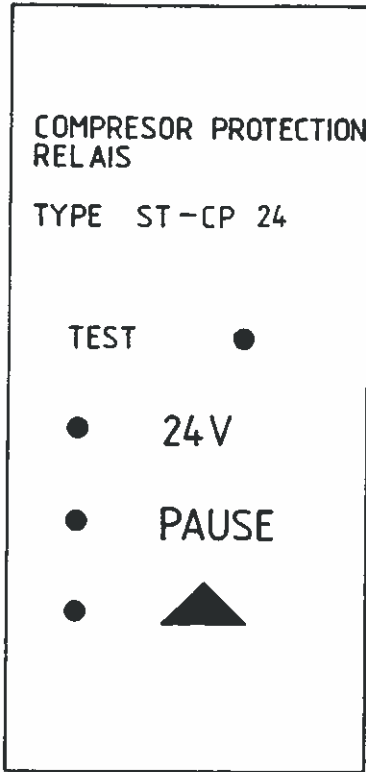 COMPRESOR PROTECTION
RELAIS
TYPE ST-CP 24
TEST
24V
PAUSE